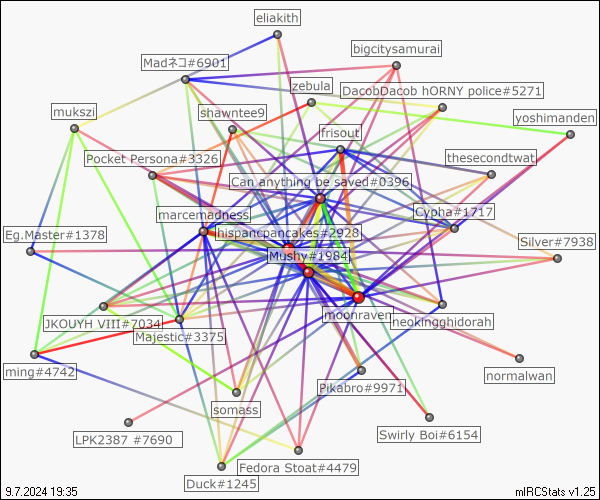 eliakith
bigcitysamurai
Madネコ#6901
zebula
DacobDacob hORNY police#5271
mukszi
shawntee9
yoshimanden
frisout
Pocket Persona#3326
thesecondtwat
Can anything be saved#0396
marcemadness
Cypha#1717
Eg.Master#1378
hispanicpancakes#2928
Silver#7938
Mushy#1984
moonraven
neokingghidorah
JKOUYH VIII#7034
Majestic#3375
ming#4742
normalwan
Pikabro#9971
somass
LPK2387 #7690
Swirly Boi#6154
Fedora Stoat#4479
Duck#1245
9.7.2024 19:35
mIRCStats v1.25